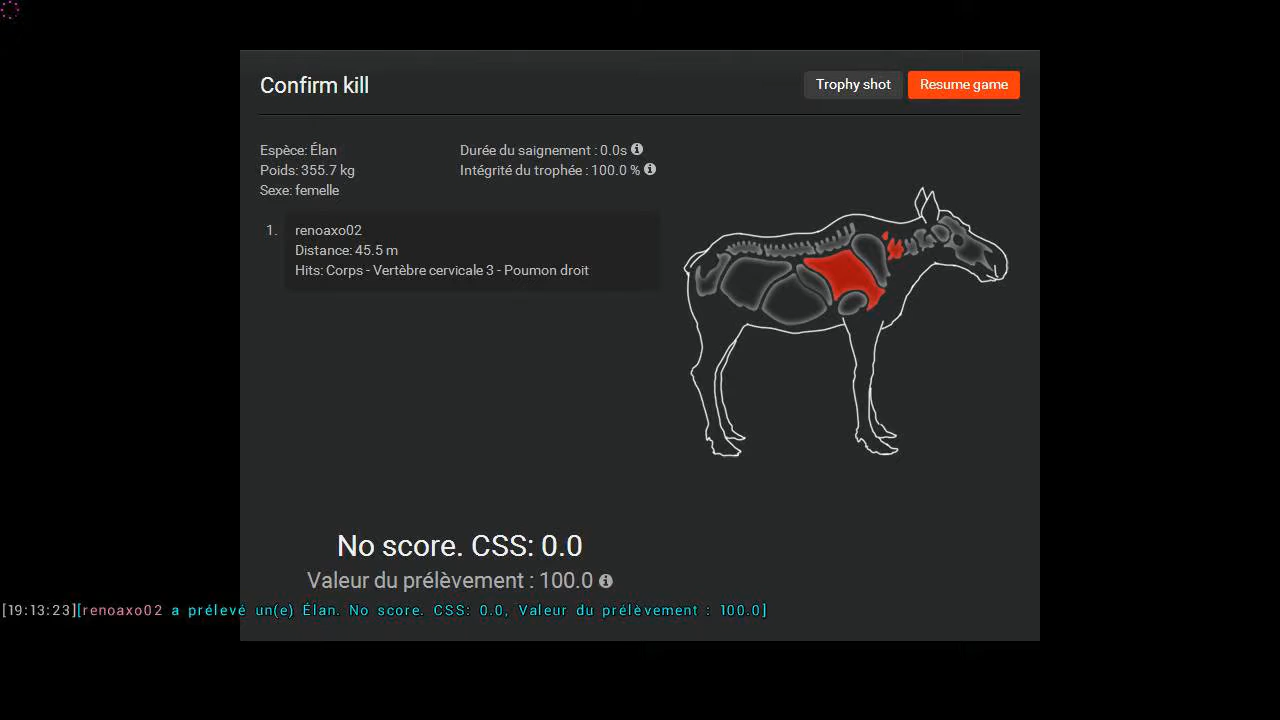 Confirm kill
Trophy shot
Resume game
Espèce: Élan
Poids: 355.7 kg
Sexe: femelle
Durée du saignement : 0.0s
Intégrité du trophée : 100.0 %
1. renoaxo02
Distance: 45.5 m
Hits: Corps - Vertèbre cervicale 3 - Poumon droit
No score. CSS: 0.0
Valeur du prélèvement : 100.0
[19:13:23][renoaxo02 a prélevé un(e) Élan. No score. CSS: 0.0, Valeur du prélèvement : 100.0]